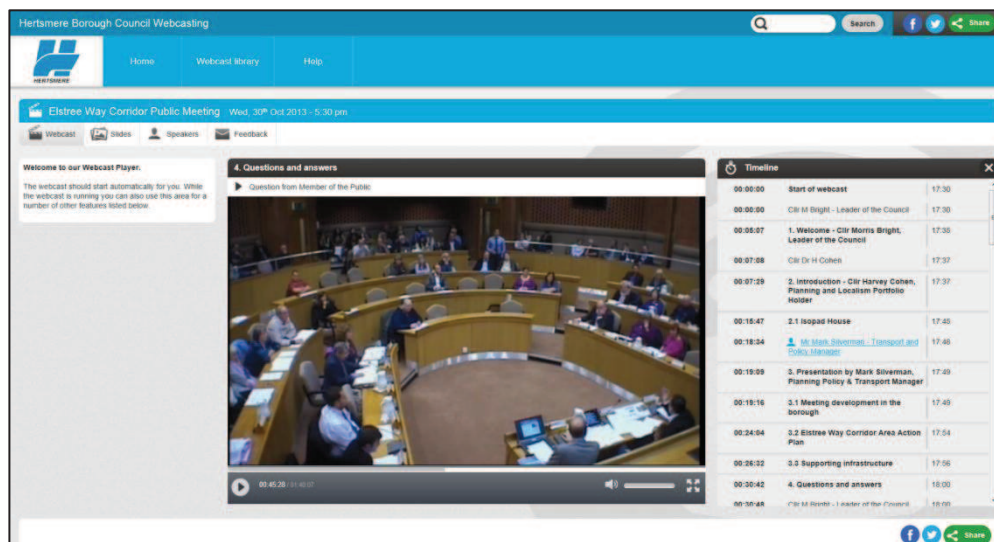 Hertsmere Borough Council Webcasting
Search
Share
HERTSMERE
Home
Webcast library
Help
Elstree Way Corridor Public Meeting Wed, 30th Oct 2013 - 5:30 pm
Webcast
Slides
Speakers
Feedback
Welcome to our Webcast Player.
The webcast should start automatically for you. While
the webcast is running you can also use this area for a
number of other features listed below.
4. Questions and answers
Question from Member of the Public
00:45:28
Timeline
00:00:00 Start of webcast 17:30
00:00:00 Cllr M Bright - Leader of the Council 17:30
00:05:07 1. Welcome - Cllr Morris Bright,
Leader of the Council
00:07:08 Cllr Dr H Cohen 17:37
00:07:29 2. Introduction - Cllr Harvey Cohen, 17:37
Planning and Localism Portfolio
Holder
2.1 Isopad House
Mr Mark Silverman - Transport and
Policy Manager
00:19:09 3. Presentation by Mark Silverman, 17:49
Planning Policy & Transport Manager
00:19:16 3.1 Meeting development in the 17:49
borough
00:24:04 3.2 Elstree Way Corridor Area Action 17:54
Plan
00:26:32 3.3 Supporting infrastructure 17:56
00:30:42 4. Questions and answers 18:00
00:30:48 Cllr M Bright - Leader of the Council 18:00
Share